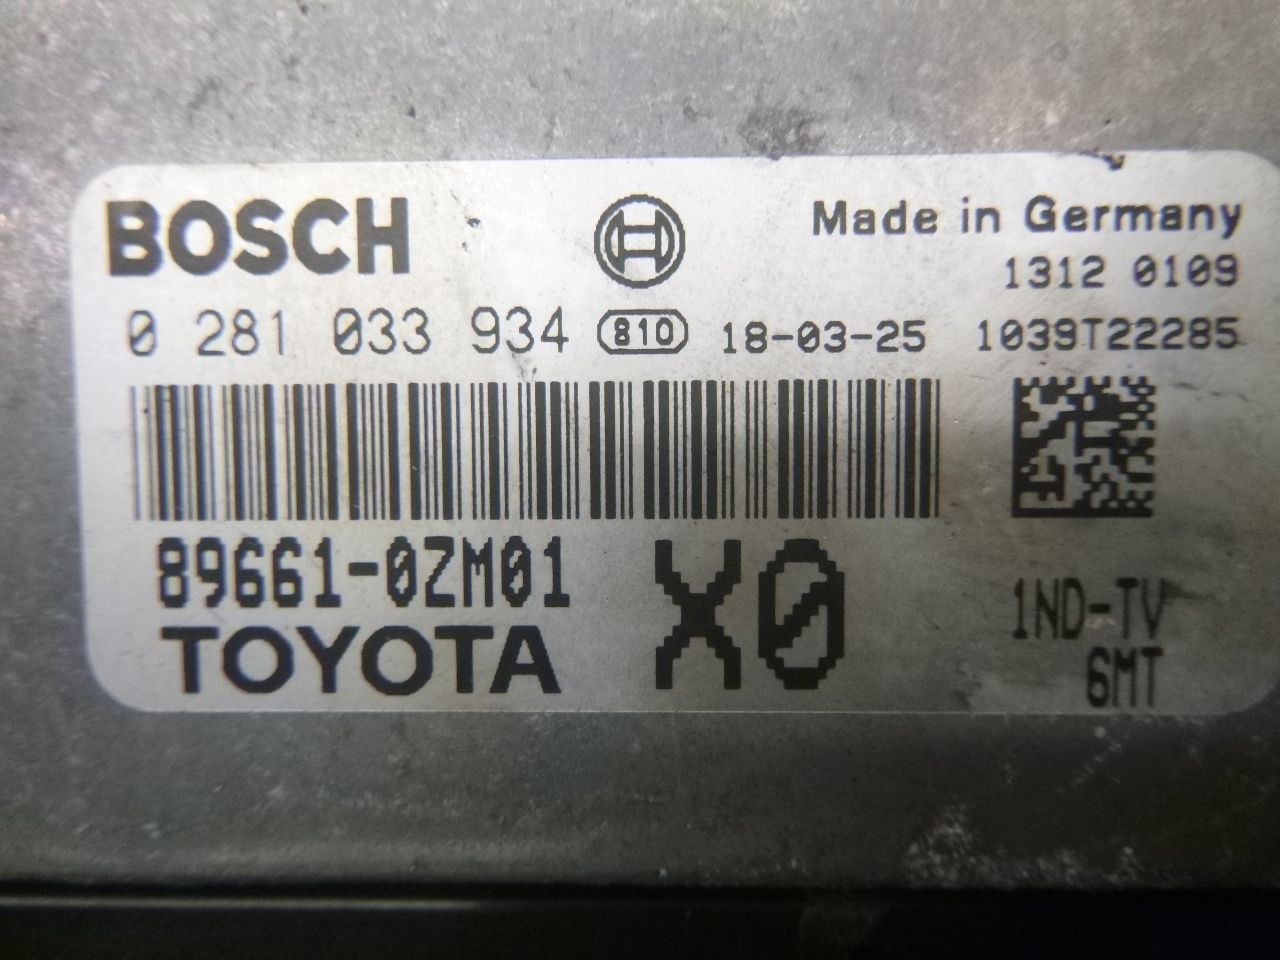 BOSCH
Made in Germany
1312 0109
0 281 033 934 810 18-03-25 1039T22285
89661-0ZM01
X0
TOYOTA
1ND-TV
6MT